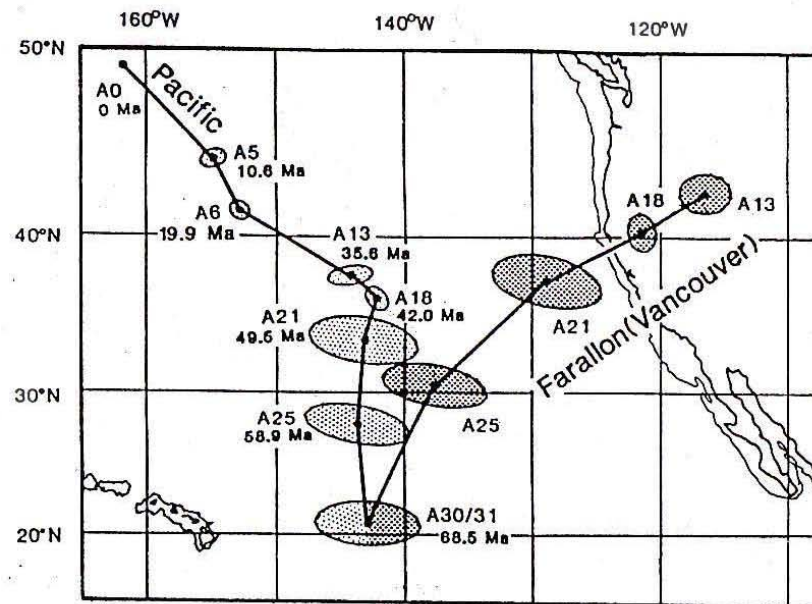 160°W
140°W
120°W
50°N
40°N
30°N
20°N
Pacific
A0
0 Ma
A5
10.6 Ma
A6
19.9 Ma
A13
35.6 Ma
A18
42.0 Ma
A21
49.5 Ma
A25
58.9 Ma
A30/31
68.5 Ma
A18
A13
A21
A25
Farallon(Vancouver)